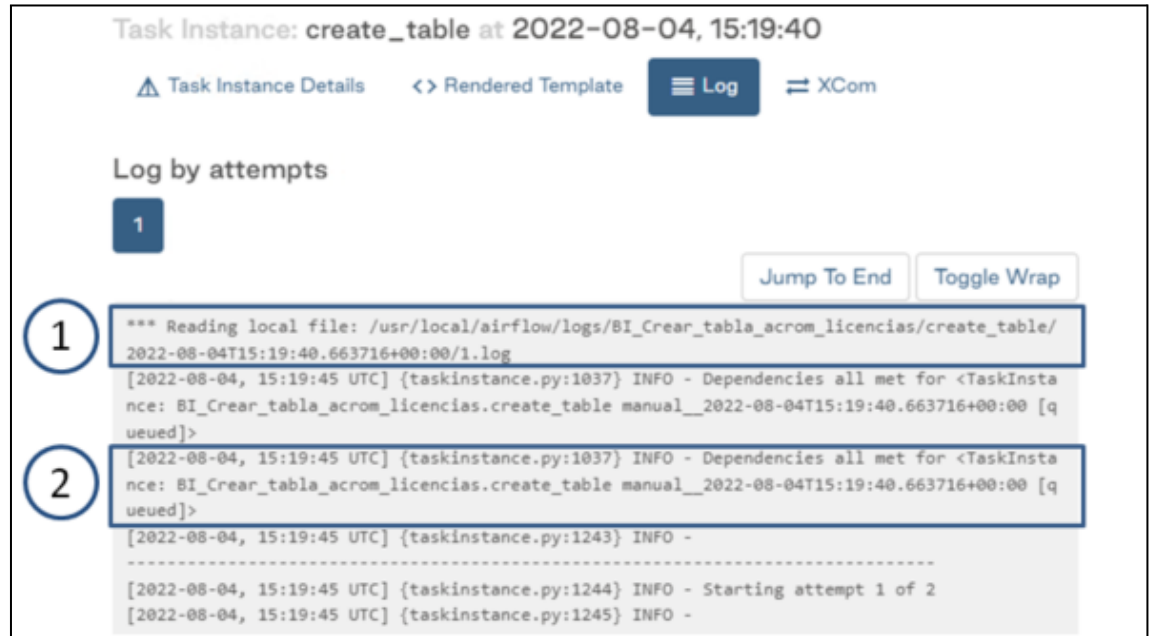 Task Instance: create_table at 2022-08-04, 15:19:40
Task Instance Details <> Rendered Template Log XCom
Log by attempts
1
Jump To End Toggle Wrap
1
*** Reading local file: /usr/local/airflow/logs/BI_Crear_tabla_acrom_licencias/create_table/
2022-08-04T15:19:40.663716+00:00/1.log
[2022-08-04, 15:19:45 UTC] {taskinstance.py:1037} INFO - Dependencies all met for <TaskInsta
nce: BI_Crear_tabla_acrom_licencias.create_table manual__2022-08-04T15:19:40.663716+00:00 [q
ueued]>
2
[2022-08-04, 15:19:45 UTC] {taskinstance.py:1037} INFO - Dependencies all met for <TaskInsta
nce: BI_Crear_tabla_acrom_licencias.create_table manual__2022-08-04T15:19:40.663716+00:00 [q
ueued]>
[2022-08-04, 15:19:45 UTC] {taskinstance.py:1243} INFO -
--------------------------------------------------------------------------------
[2022-08-04, 15:19:45 UTC] {taskinstance.py:1244} INFO - Starting attempt 1 of 2
[2022-08-04, 15:19:45 UTC] {taskinstance.py:1245} INFO -